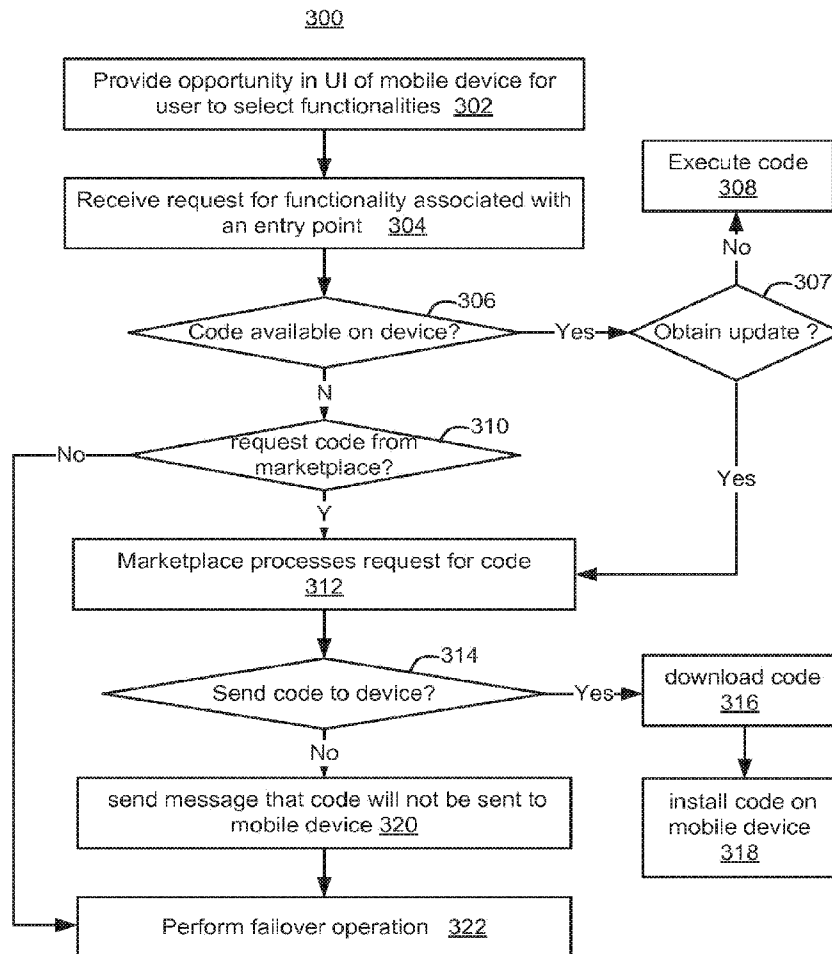 300
Provide opportunity in UI of mobile device for
user to select functionalities 302
Receive request for functionality associated with
an entry point 304
Execute code
308
No
306
Code available on device?
Yes
307
Obtain update ?
N
310
request code from
marketplace?
No
Yes
Y
Marketplace processes request for code
312
314
Send code to device?
Yes
download code
316
No
send message that code will not be sent to
mobile device 320
install code on
mobile device
318
Perform failover operation 322